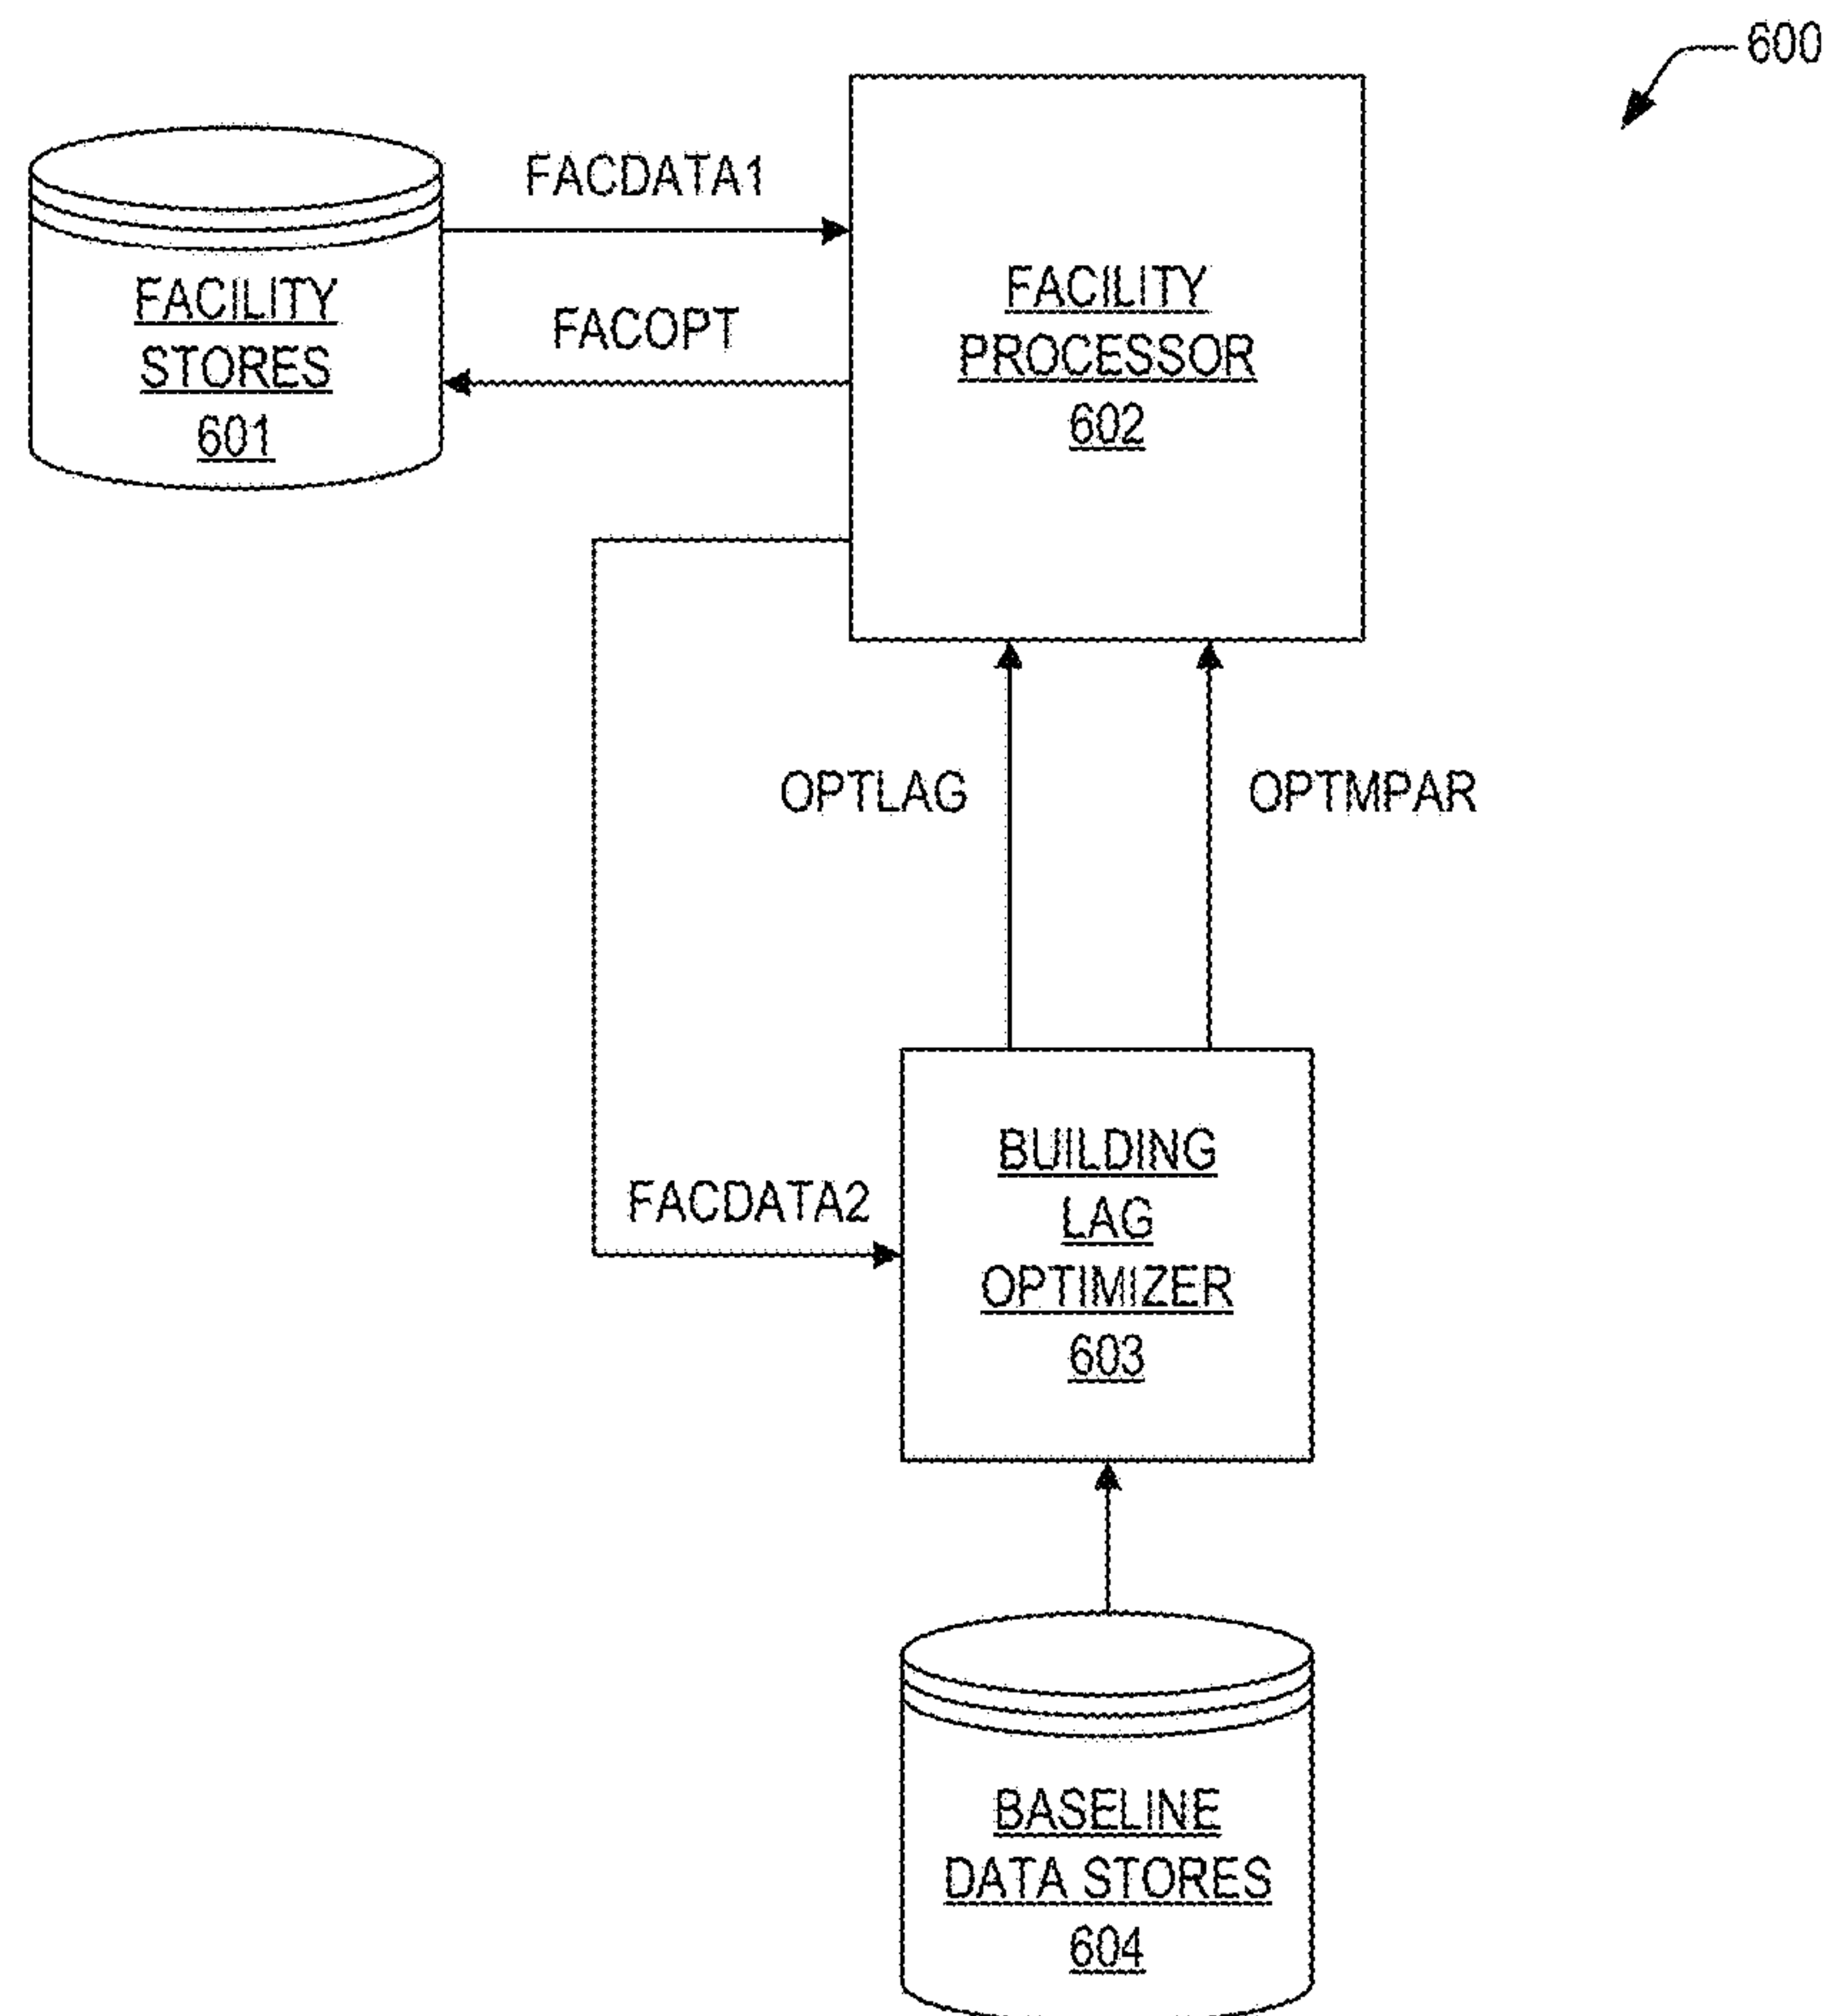 600
FACDATA1
FACILITY
STORES
601
FACOPT
FACILITY
PROCESSOR
602
OPTLAG
OPTMPAR
FACDATA2
BUILDING
LAG
OPTIMIZER
603
BASELINE
DATA STORES
604